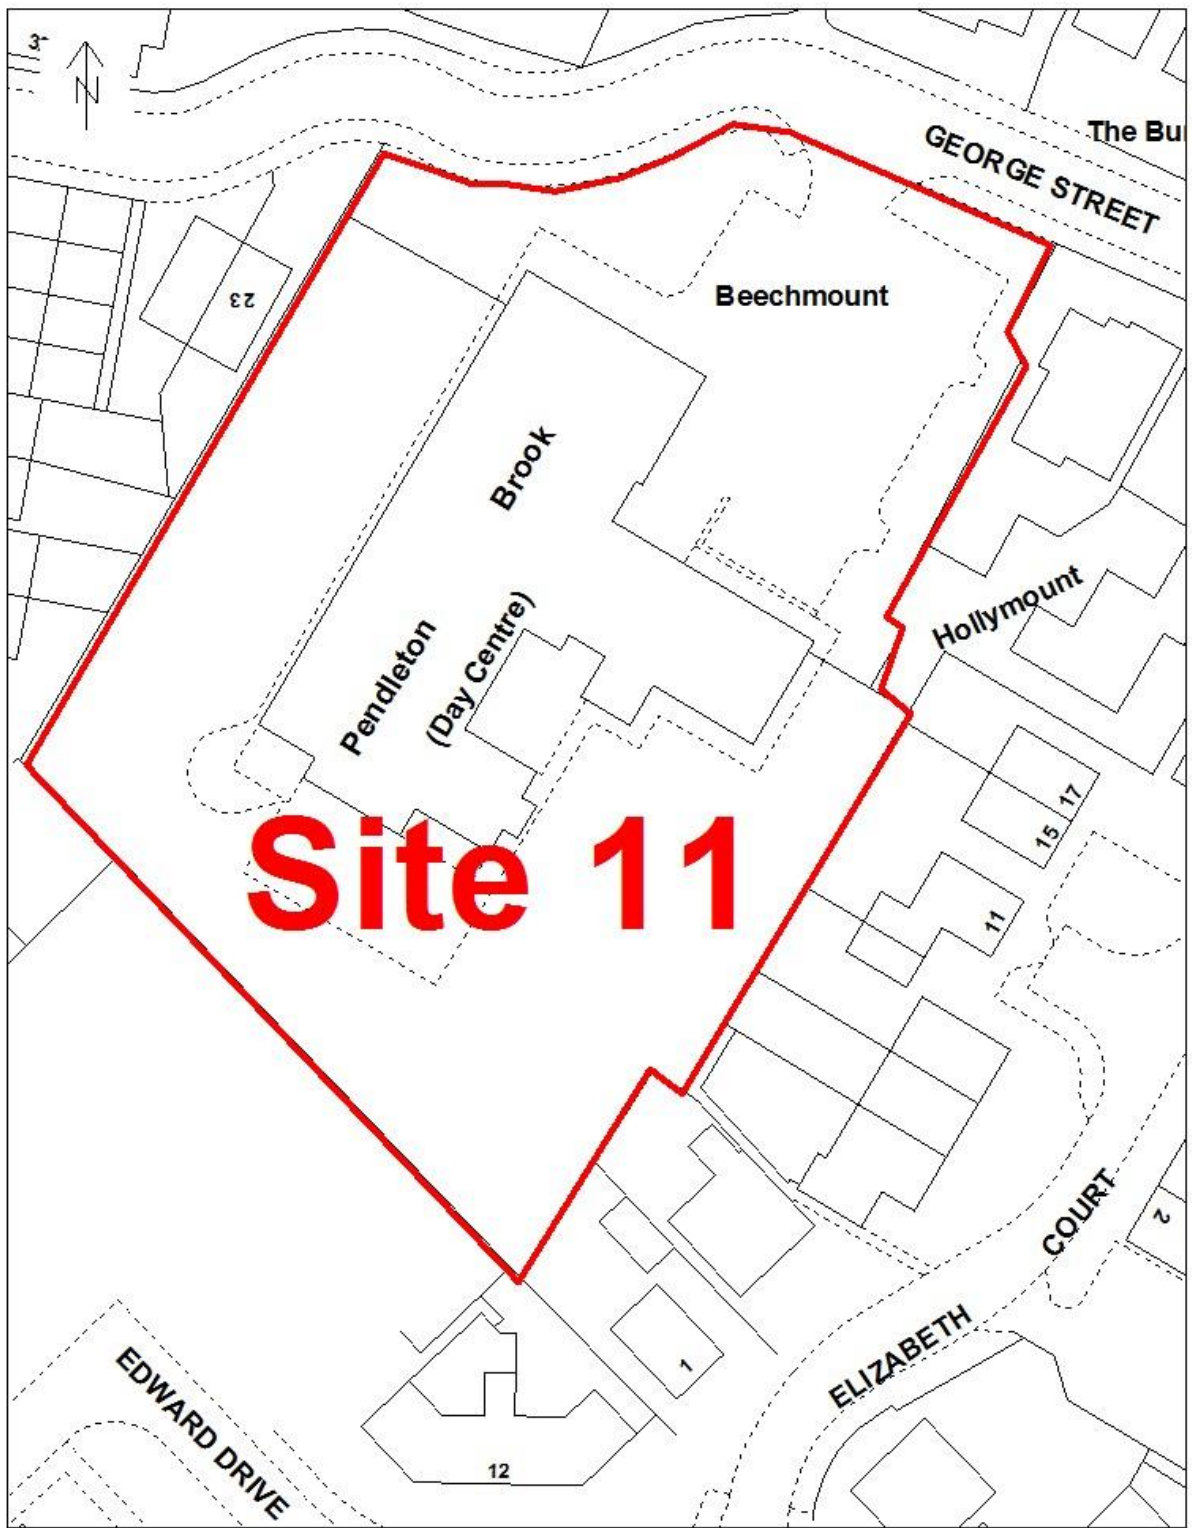 N
GEORGE STREET
23
Beechmount
Brook
Pendleton
(Day Centre)
Hollymount
17
15
Site 11
11
COURT
2
ELIZABETH
1
EDWARD DRIVE
12
The